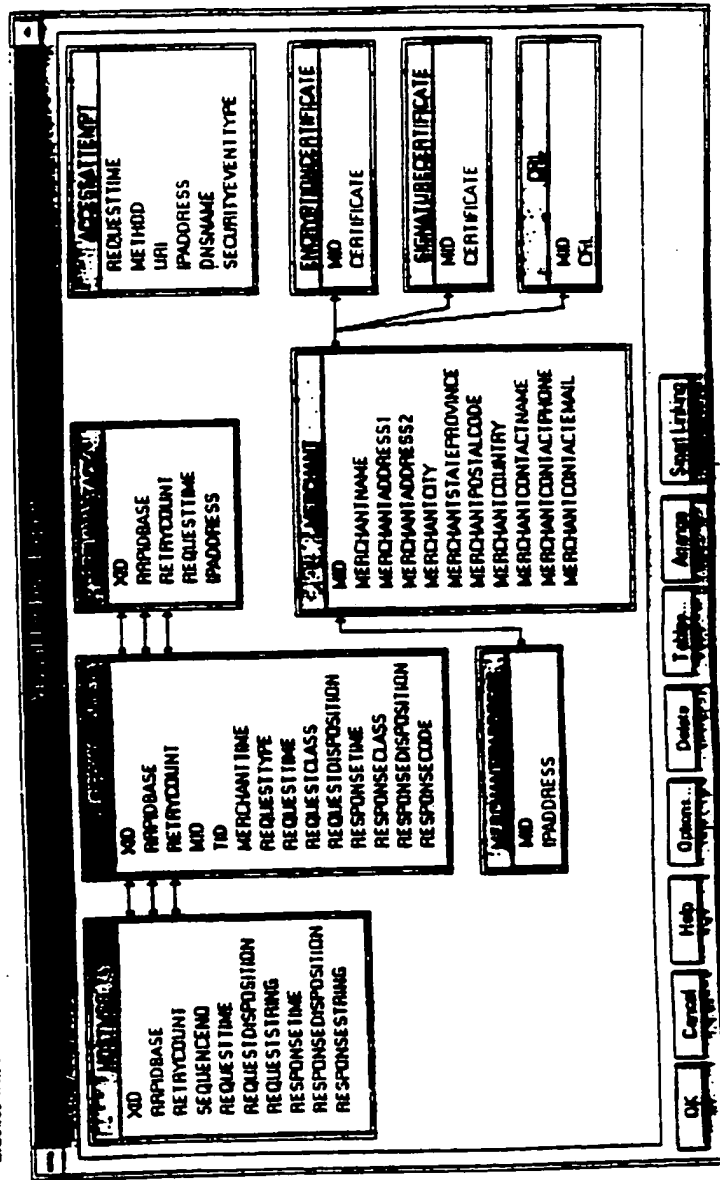 XID
RRPIDBASE
RETRYCOUNT
SEQUENCENO
REQUESTTIME
REQUESTDISPOSITION
REQUESTSTRING
RESPONSETIME
RESPONSEDISPOSITION
RESPONSESTRING
XID
RRPIDBASE
RETRYCOUNT
MID
TID
MERCHANTTIME
REQUESTTYPE
REQUESTTIME
REQUESTCLASS
REQUESTDISPOSITION
RESPONSETIME
RESPONSECLASS
RESPONSEDISPOSITION
RESPONSECODE
XID
RRPIDBASE
RETRYCOUNT
REQUESTTIME
IPADDRESS
ACCESSATTEMPT
REQUESTTIME
METHOD
URI
IPADDRESS
DNSNAME
SECURITYEVENTTYPE
MID
IPADDRESS
MERCHANT
MID
MERCHANTNAME
MERCHANTADDRESS1
MERCHANTADDRESS2
MERCHANTCITY
MERCHANTSTATEPROVINCE
MERCHANTPOSTALCODE
MERCHANTCOUNTRY
MERCHANTCONTACTNAME
MERCHANTCONTACTPHONE
MERCHANTCONTACTEMAIL
ENCRYPTIONCERTIFICATE
MID
CERTIFICATE
SIGNATURECERTIFICATE
MID
CERTIFICATE
CRL
MID
CRL
OK Cancel Help Options... Delete Tables... Arrange Smart Linking